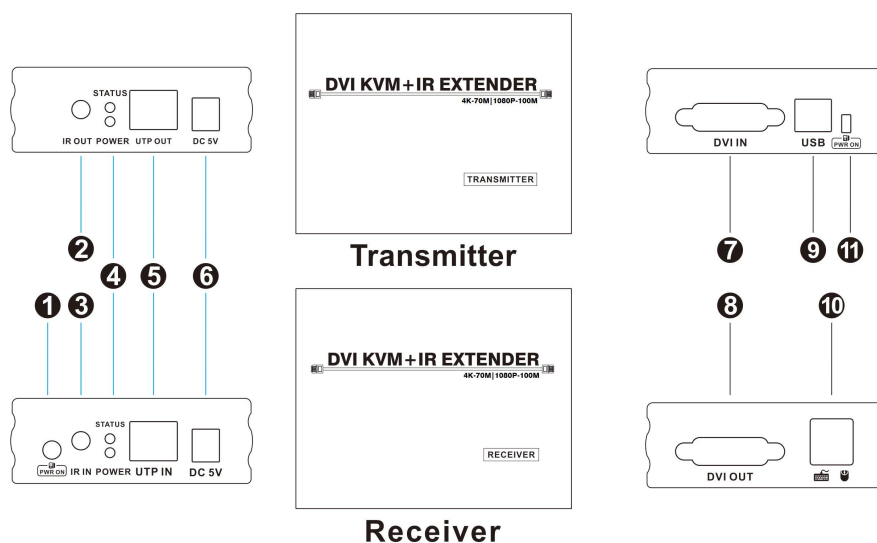 STATUS
IR OUT POWER UTP OUT DC 5V
DVI KVM+IR EXTENDER
4K-70M|1080P-100M
TRANSMITTER
Transmitter
DVI IN USB PWR ON
2
4 5 6
1 3
7 9 11
8 10
STATUS
PWR ON IR IN POWER UTP IN DC 5V
DVI KVM+IR EXTENDER
4K-70M|1080P-100M
RECEIVER
Receiver
DVI OUT